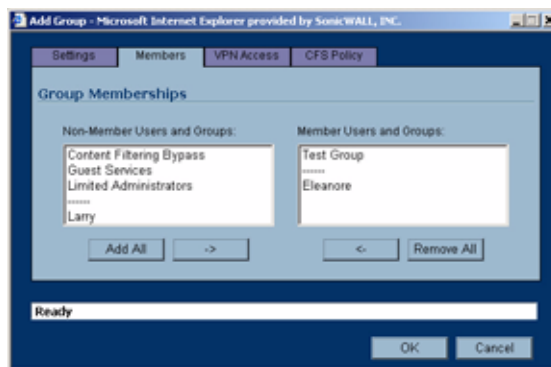 Add Group - Microsoft Internet Explorer provided by SonicWALL, INC.
Settings Members VPN Access CFS Policy
Group Memberships
Non-Member Users and Groups: Member Users and Groups:
Content Filtering Bypass Test Group
Guest Services ------
Limited Administrators Eleanore
------
Larry
Add All -> <- Remove All
Ready
OK Cancel